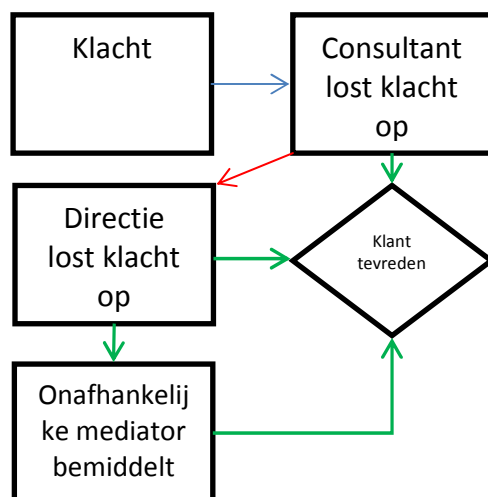 Klacht
Consultant
lost klacht
op
Directie
lost klacht
op
Klant
tevreden
Onafhankelij
ke mediator
bemiddelt